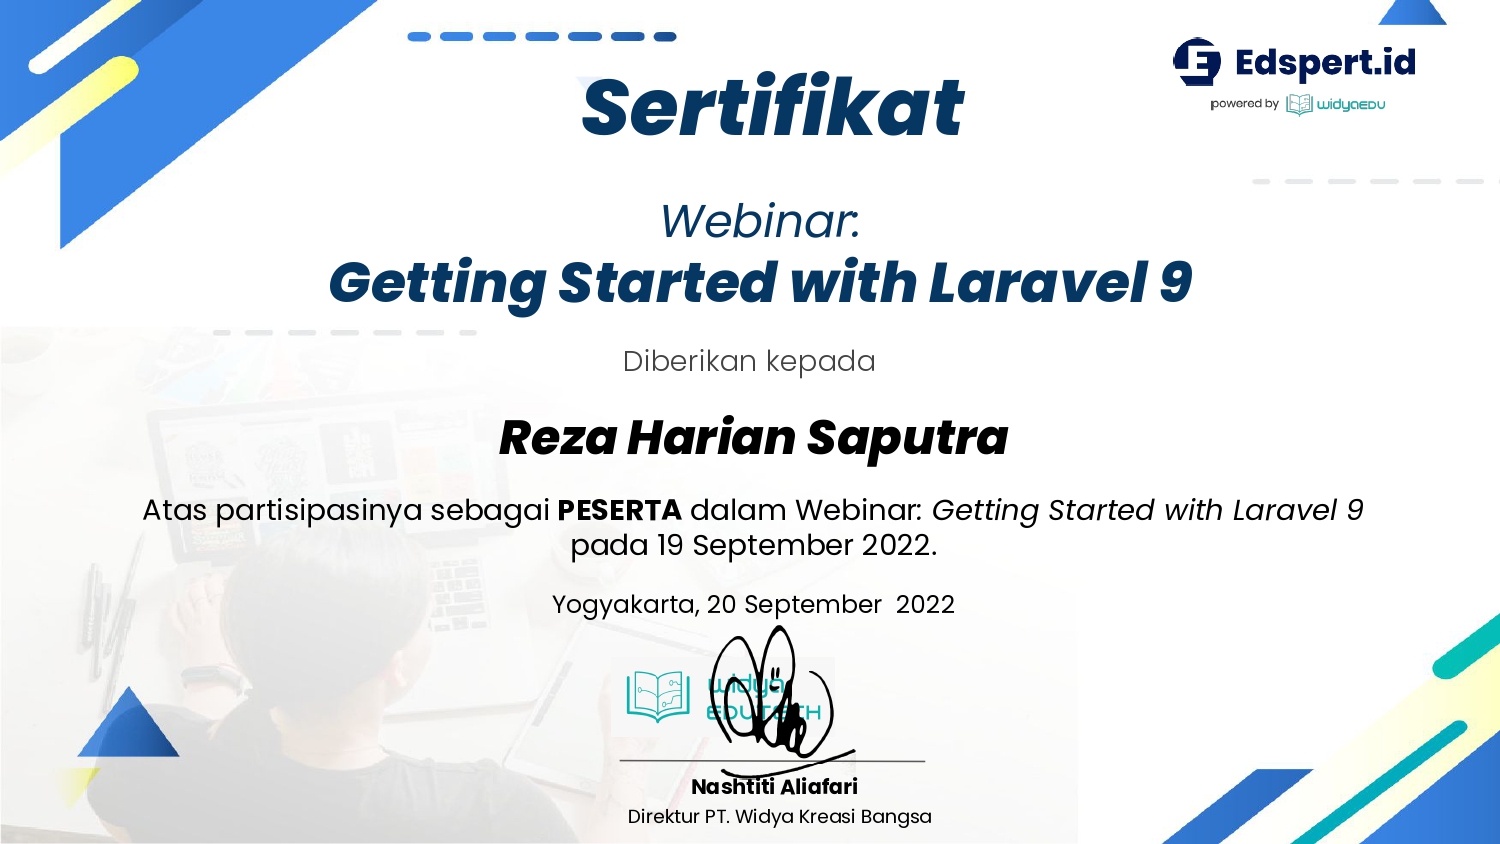 Edspert.id
powered by WIDYAEDU
Sertifikat
Webinar:
Getting Started with Laravel 9
Diberikan kepada
Reza Harian Saputra
Atas partisipasinya sebagai PESERTA dalam Webinar: Getting Started with Laravel 9
pada 19 September 2022.
Yogyakarta, 20 September 2022
WIDYA
EDUTECH
Nashtiti Aliafari
Direktur PT. Widya Kreasi Bangsa